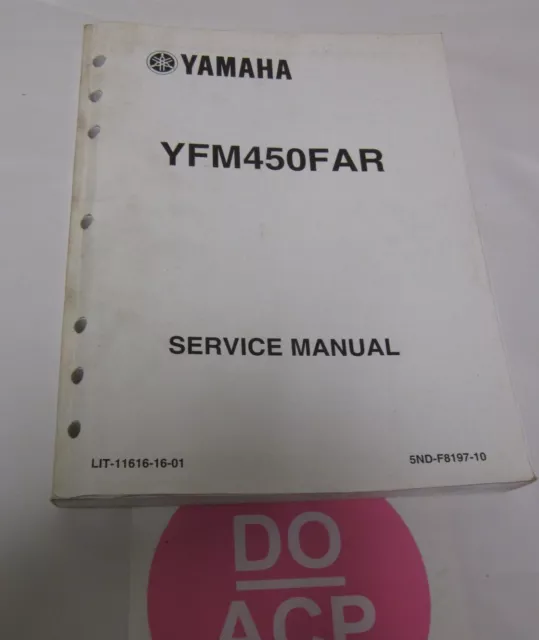 YAMAHA
YFM450FAR
SERVICE MANUAL
LIT-11616-16-01 5ND-F8197-10
DO
ACP